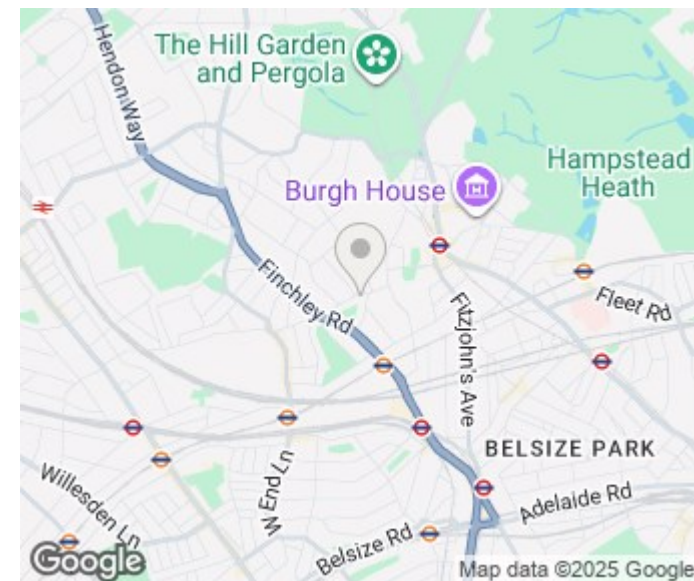 The Hill Garden
and Pergola
Hendon Way
Burgh House
Hampstead
Heath
Finchley Rd
Fitzjohn's Ave
Fleet Rd
BELSIZE PARK
Willesden Ln
W End Ln
Adelaide Rd
Belsize Rd
Google
Map data ©2025 Google